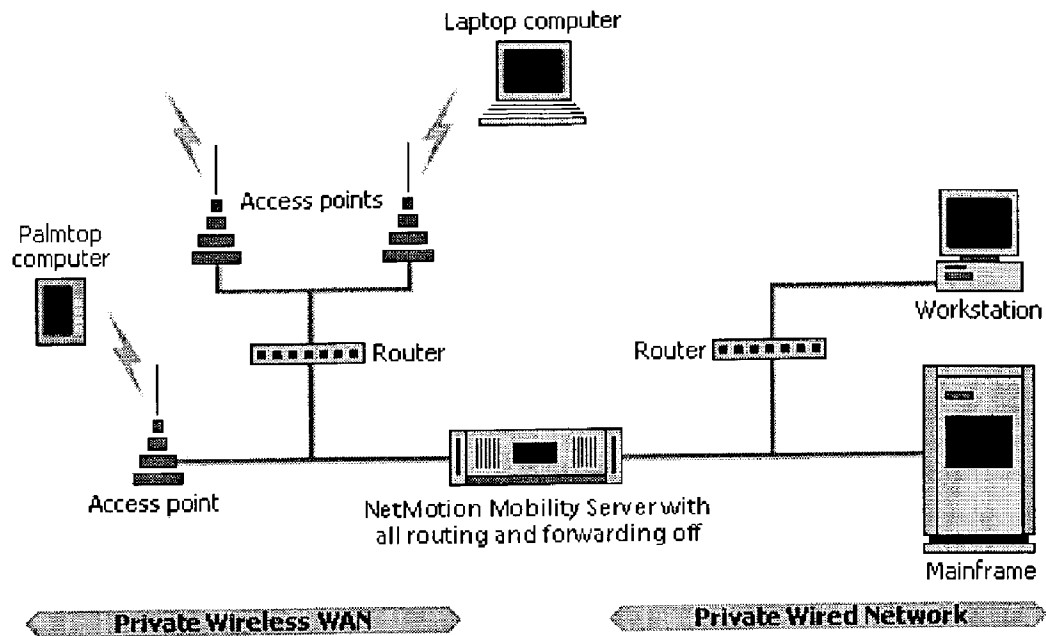 Laptop computer
Access points
Palmtop
computer
Workstation
Router
Router
Access point
NetMotion Mobility Server with
all routing and forwarding off
Mainframe
Private Wireless WAN
Private Wired Network